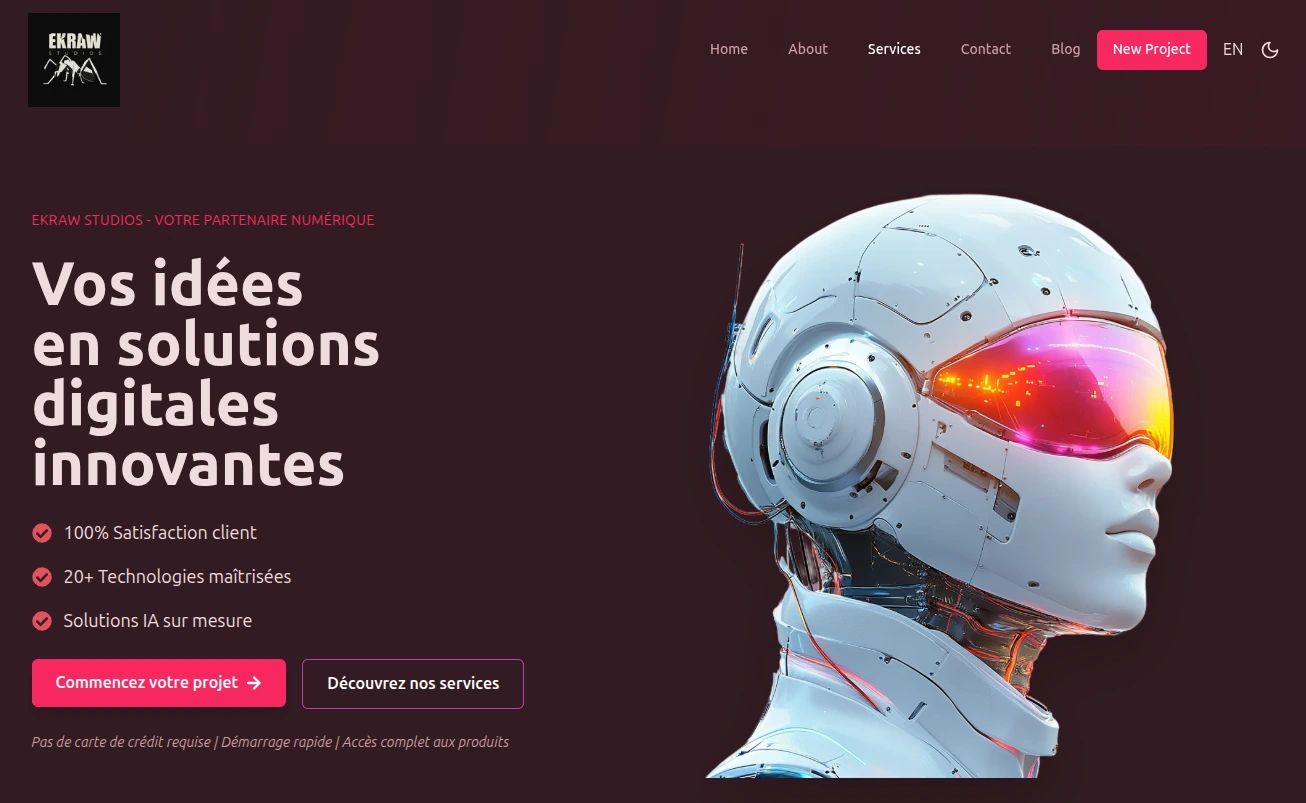 EKRAW
STUDIOS
Home About Services Contact Blog New Project EN
EKRAW STUDIOS - VOTRE PARTENAIRE NUMÉRIQUE
Vos idées
en solutions
digitales
innovantes
100% Satisfaction client
20+ Technologies maîtrisées
Solutions IA sur mesure
Commencez votre projet
Découvrez nos services
Pas de carte de crédit requise | Démarrage rapide | Accès complet aux produits